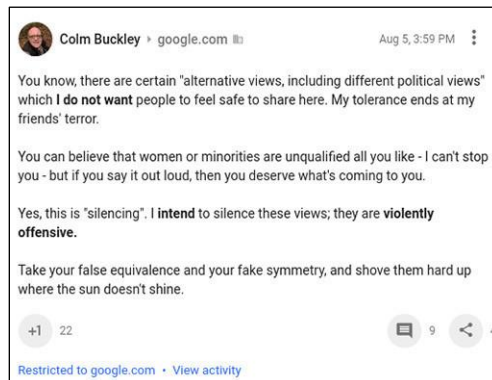 Colm Buckley ▸ google.com
Aug 5, 3:59 PM
You know, there are certain "alternative views, including different political views"
which I do not want people to feel safe to share here. My tolerance ends at my
friends' terror.
You can believe that women or minorities are unqualified all you like - I can't stop
you - but if you say it out loud, then you deserve what's coming to you.
Yes, this is "silencing". I intend to silence these views; they are violently
offensive.
Take your false equivalence and your fake symmetry, and shove them hard up
where the sun doesn't shine.
+1 22
9
Restricted to google.com • View activity